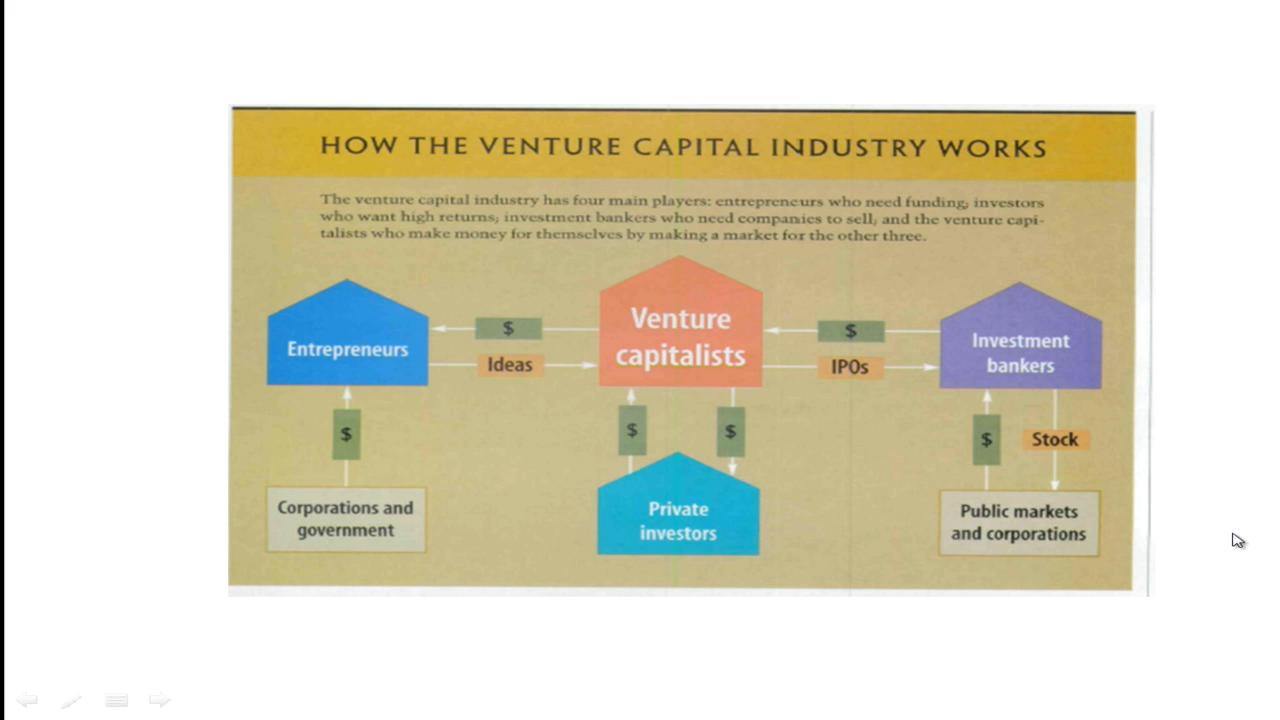 HOW THE VENTURE CAPITAL INDUSTRY WORKS
The venture capital industry has four main players: entrepreneurs who need funding; investors
who want high returns; investment bankers who need companies to sell; and the venture capi-
talists who make money for themselves by making a market for the other three.
Entrepreneurs
$
Ideas
Venture
capitalists
$
IPOs
Investment
bankers
$
$
$
$
Stock
Corporations and
government
Private
investors
Public markets
and corporations